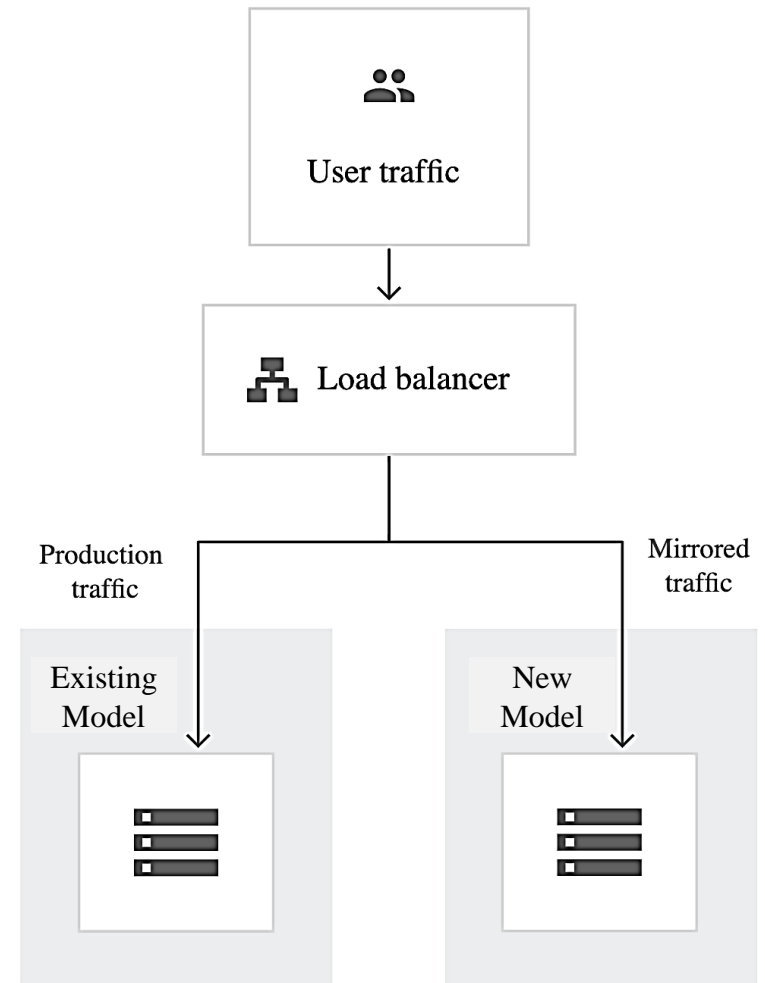 User traffic
Load balancer
Production
traffic
Mirrored
traffic
Existing
Model
New
Model